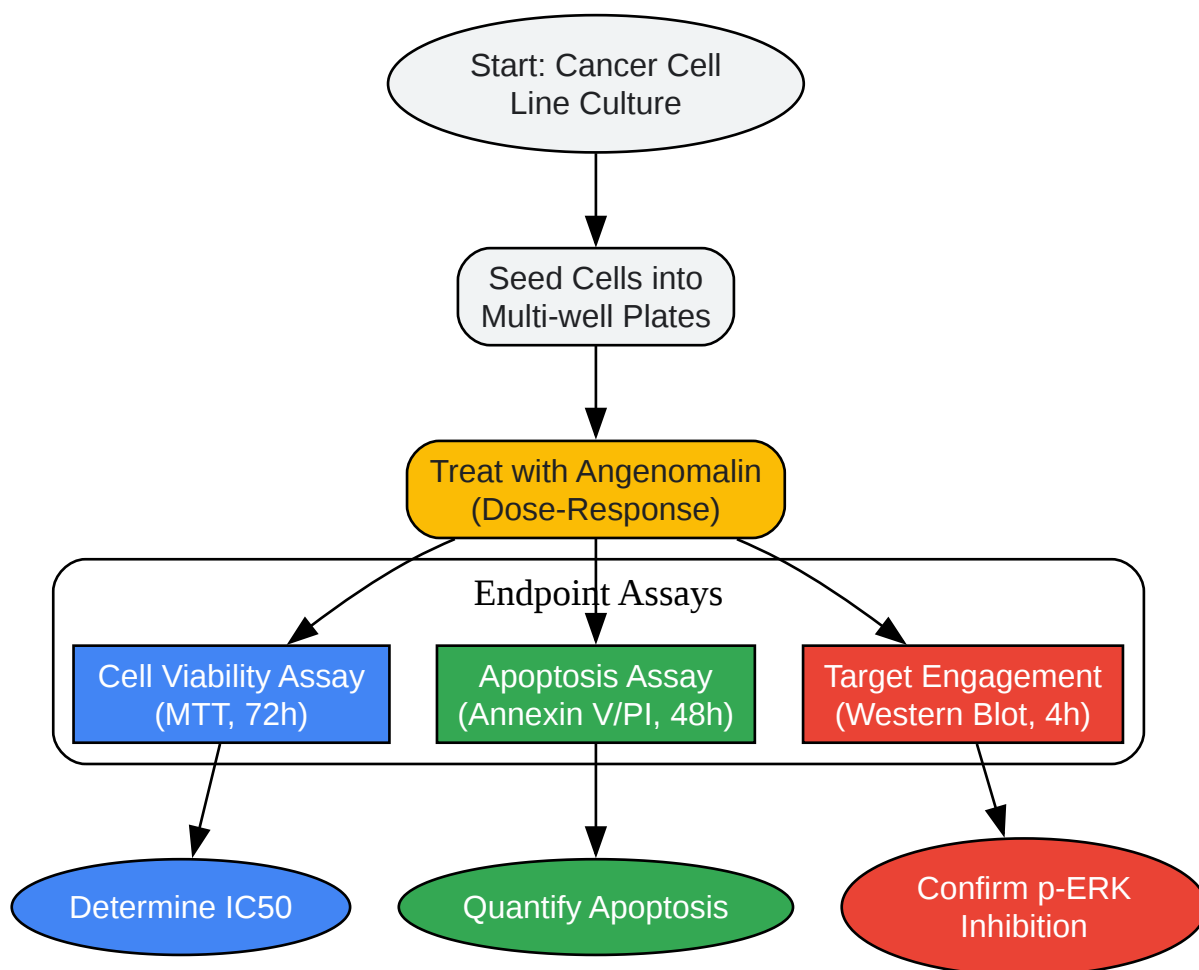 Start: Cancer Cell
Line Culture
Seed Cells into
Multi-well Plates
Treat with Angenomalin
(Dose-Response)
Endpoint Assays
Cell Viability Assay
(MTT, 72h)
Apoptosis Assay
(Annexin V/PI, 48h)
Target Engagement
(Western Blot, 4h)
Determine IC50
Quantify Apoptosis
Confirm p-ERK
Inhibition